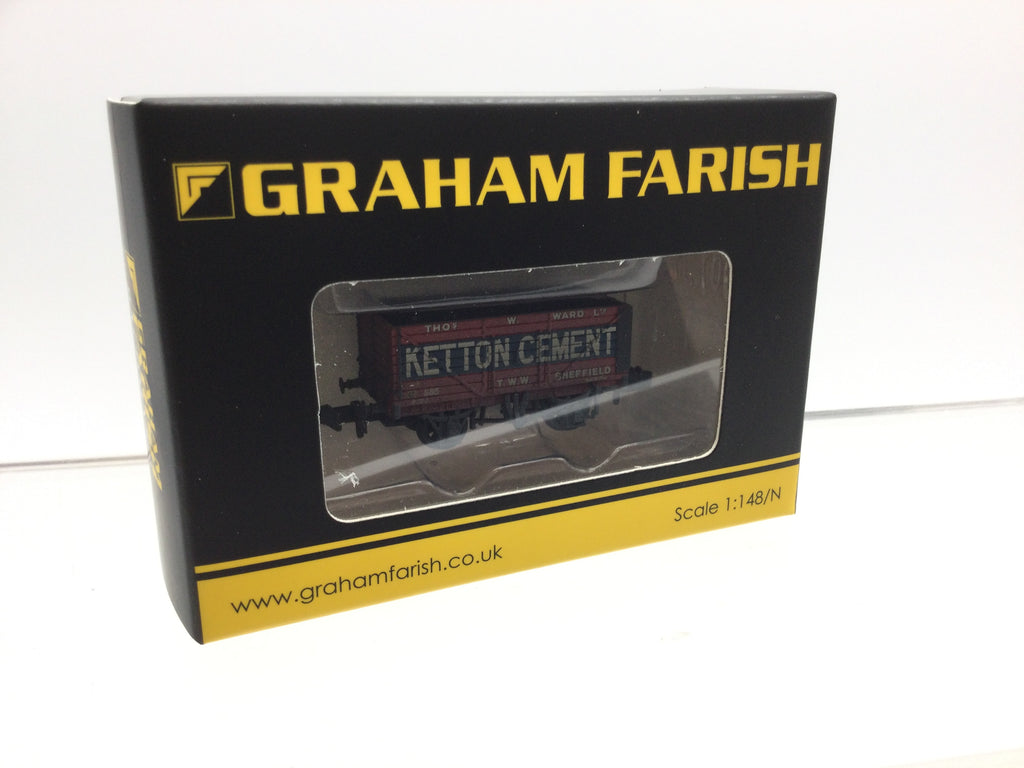 GRAHAM FARISH
THOS W WARD LD
KETTON CEMENT
T.W.W. SHEFFIELD
Scale 1:148/N
www.grahamfarish.co.uk